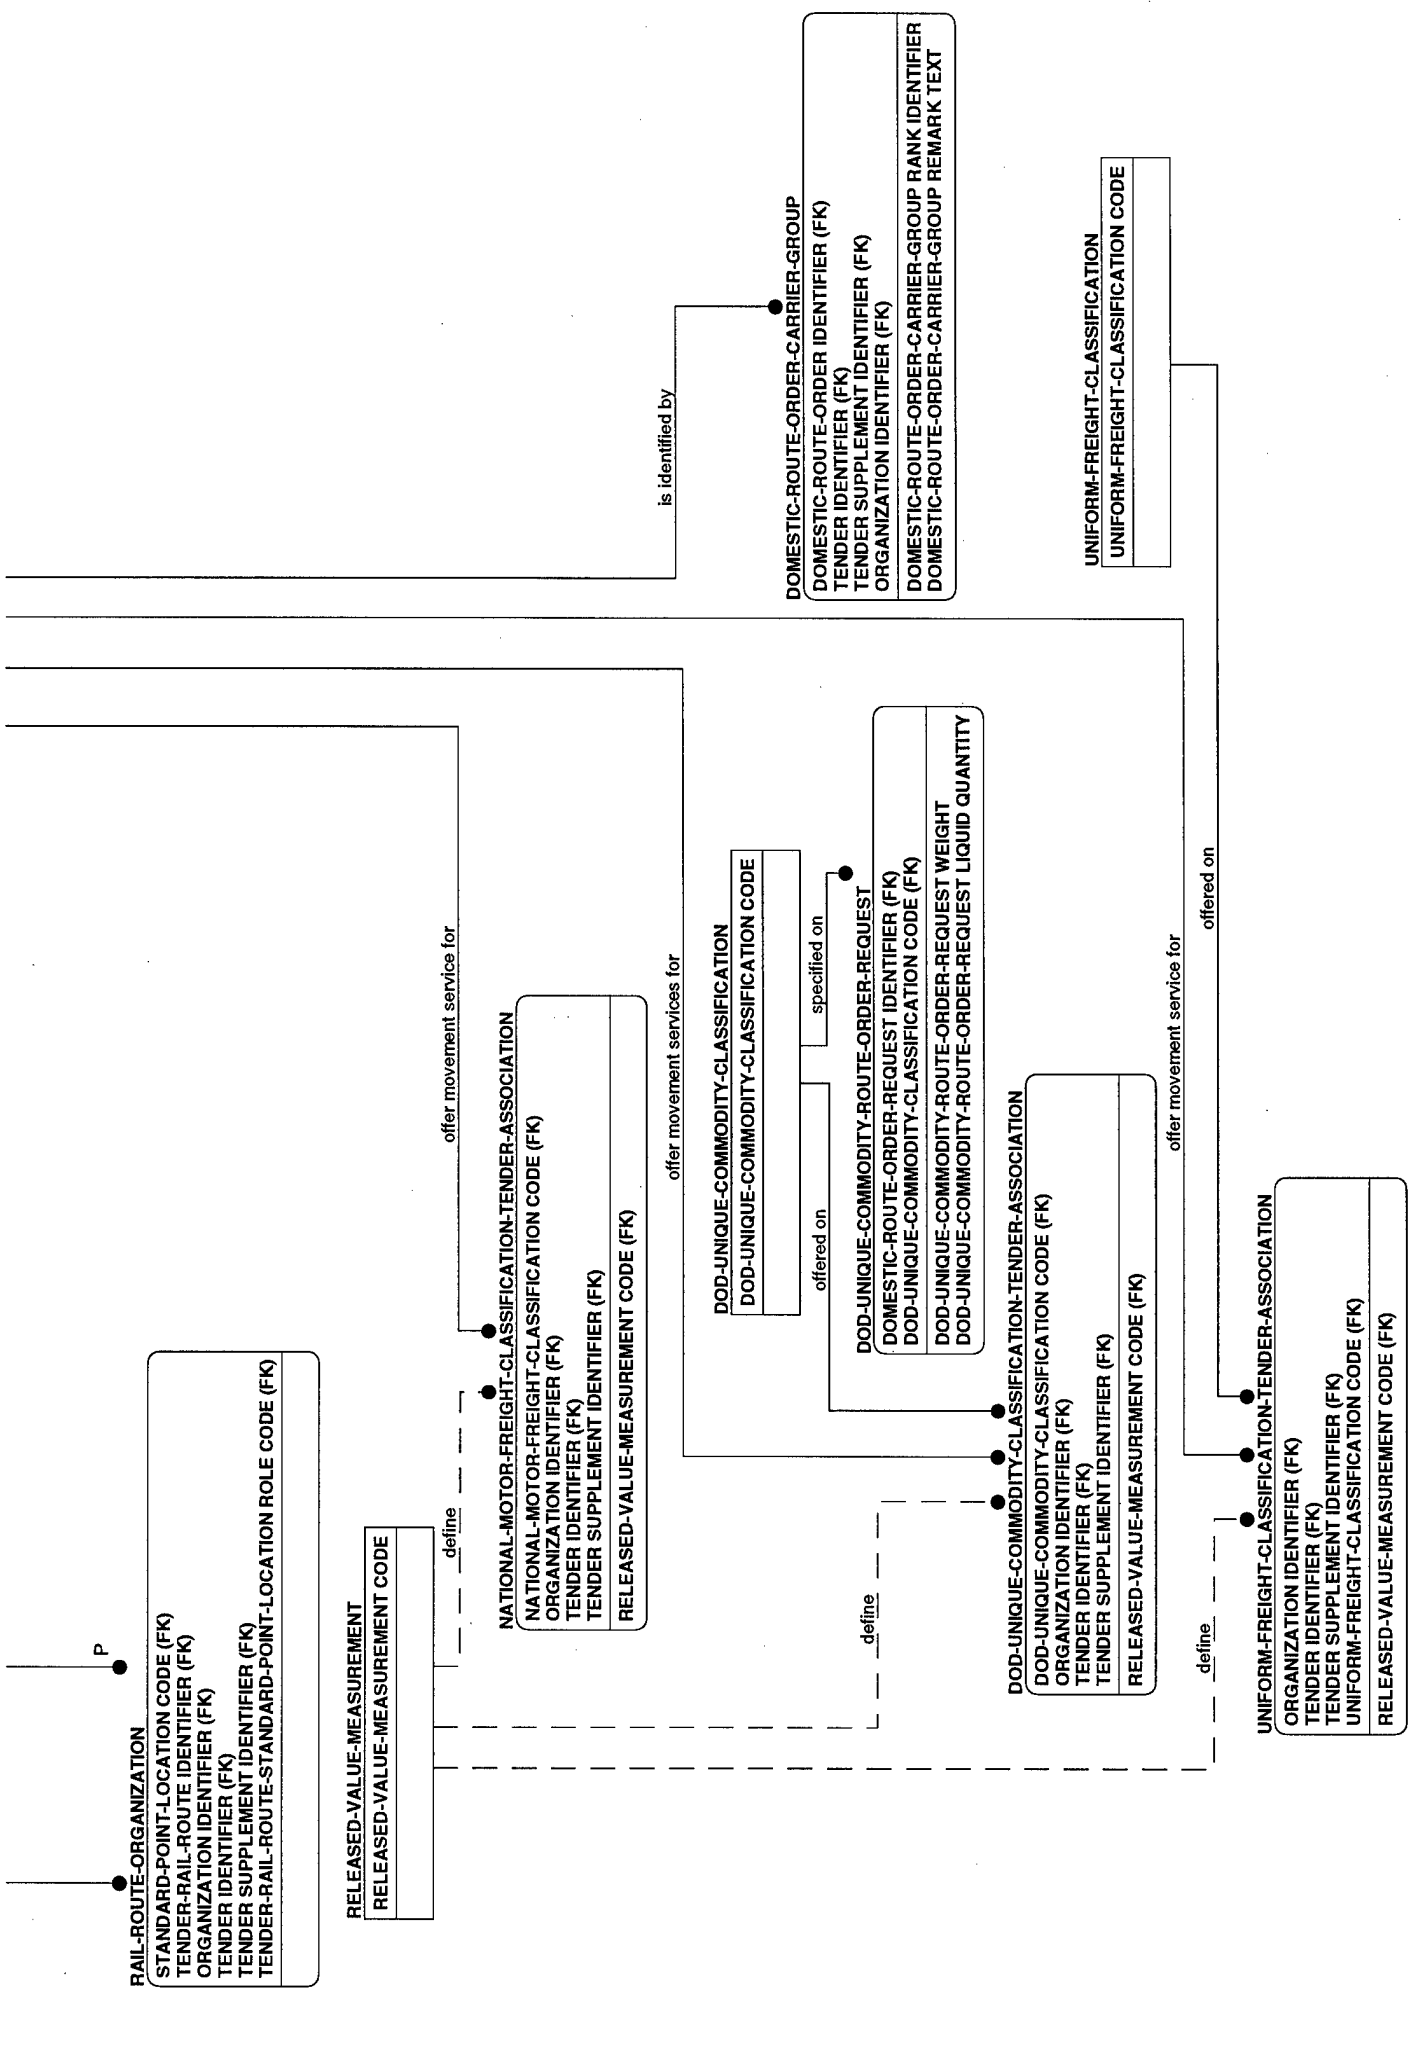 RAIL-ROUTE-ORGANIZATION
STANDARD-POINT-LOCATION CODE (FK)
TENDER-RAIL-ROUTE IDENTIFIER (FK)
ORGANIZATION IDENTIFIER (FK)
TENDER IDENTIFIER (FK)
TENDER SUPPLEMENT IDENTIFIER (FK)
TENDER-RAIL-ROUTE-STANDARD-POINT-LOCATION ROLE CODE (FK)
P
RELEASED-VALUE-MEASUREMENT
RELEASED-VALUE-MEASUREMENT CODE
define
offer movement service for
NATIONAL-MOTOR-FREIGHT-CLASSIFICATION-TENDER-ASSOCIATION
NATIONAL-MOTOR-FREIGHT-CLASSIFICATION CODE (FK)
ORGANIZATION IDENTIFIER (FK)
TENDER IDENTIFIER (FK)
TENDER SUPPLEMENT IDENTIFIER (FK)
RELEASED-VALUE-MEASUREMENT CODE (FK)
offer movement services for
is identified by
DOD-UNIQUE-COMMODITY-CLASSIFICATION
DOD-UNIQUE-COMMODITY-CLASSIFICATION CODE
offered on
specified on
DOMESTIC-ROUTE-ORDER-CARRIER-GROUP
DOMESTIC-ROUTE-ORDER IDENTIFIER (FK)
TENDER IDENTIFIER (FK)
TENDER SUPPLEMENT IDENTIFIER (FK)
ORGANIZATION IDENTIFIER (FK)
DOMESTIC-ROUTE-ORDER-CARRIER-GROUP RANK IDENTIFIER
DOMESTIC-ROUTE-ORDER-CARRIER-GROUP REMARK TEXT
DOD-UNIQUE-COMMODITY-ROUTE-ORDER-REQUEST
DOMESTIC-ROUTE-ORDER-REQUEST IDENTIFIER (FK)
DOD-UNIQUE-COMMODITY-CLASSIFICATION CODE (FK)
DOD-UNIQUE-COMMODITY-ROUTE-ORDER-REQUEST WEIGHT
DOD-UNIQUE-COMMODITY-ROUTE-ORDER-REQUEST LIQUID QUANTITY
define
DOD-UNIQUE-COMMODITY-CLASSIFICATION-TENDER-ASSOCIATION
DOD-UNIQUE-COMMODITY-CLASSIFICATION CODE (FK)
ORGANIZATION IDENTIFIER (FK)
TENDER IDENTIFIER (FK)
TENDER SUPPLEMENT IDENTIFIER (FK)
RELEASED-VALUE-MEASUREMENT CODE (FK)
UNIFORM-FREIGHT-CLASSIFICATION
UNIFORM-FREIGHT-CLASSIFICATION CODE
offer movement service for
offered on
define
UNIFORM-FREIGHT-CLASSIFICATION-TENDER-ASSOCIATION
ORGANIZATION IDENTIFIER (FK)
TENDER IDENTIFIER (FK)
TENDER SUPPLEMENT IDENTIFIER (FK)
UNIFORM-FREIGHT-CLASSIFICATION CODE (FK)
RELEASED-VALUE-MEASUREMENT CODE (FK)